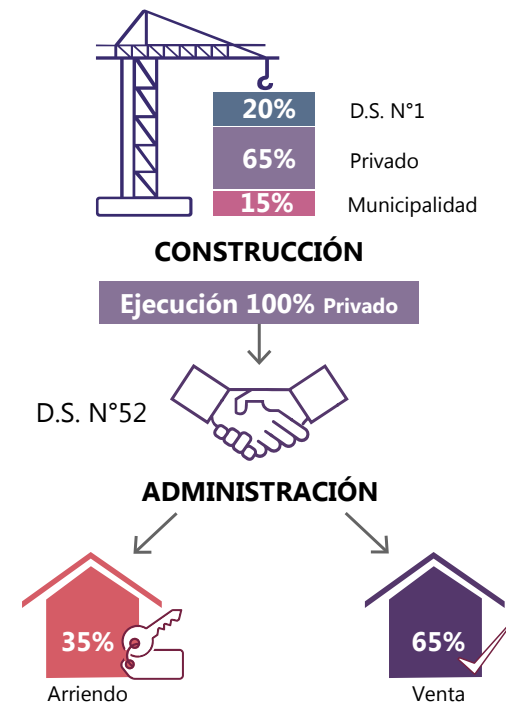 20% D.S. N°1
65% Privado
15% Municipalidad
CONSTRUCCIÓN
Ejecución 100% Privado
D.S. N°52
ADMINISTRACIÓN
35% 65%
Arriendo Venta